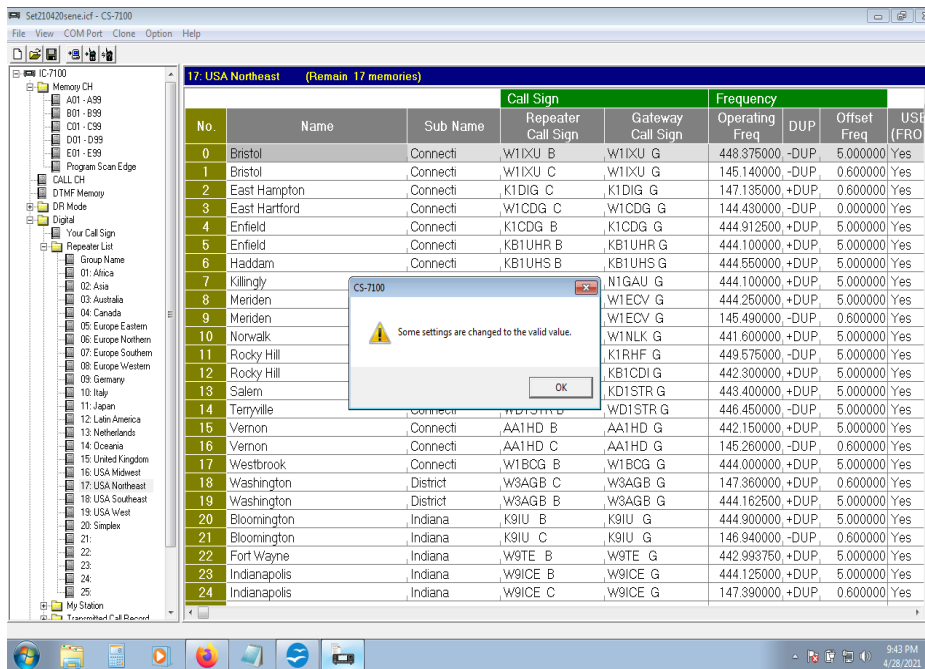 Set210420sene.icf - CS-7100
File View COM Port Clone Option Help
IC-7100
Memory CH
A01 - A99
B01 - B99
C01 - C99
D01 - D99
E01 - E99
Program Scan Edge
CALL CH
DTMF Memory
DR Mode
Digital
Your Call Sign
Repeater List
Group Name
01: Africa
02: Asia
03: Australia
04: Canada
05: Europe Eastern
06: Europe Northern
07: Europe Southern
08: Europe Western
09: Germany
10: Italy
11: Japan
12: Latin America
13: Netherlands
14: Oceania
15: United Kingdom
16: USA Midwest
17: USA Northeast
18: USA Southeast
19: USA West
20: Simplex
21:
22:
23:
24:
25:
My Station
Transmitted Call Record
17: USA Northeast (Remain 17 memories)
Call Sign Frequency
No. Name Sub Name Repeater Call Sign Gateway Call Sign Operating Freq DUP Offset Freq USE (FRO
0 Bristol Connecti W1IXU B W1IXU G 448.375000 -DUP 5.000000 Yes
1 Bristol Connecti W1IXU C W1IXU G 145.140000 -DUP 0.600000 Yes
2 East Hampton Connecti K1DIG C K1DIG G 147.135000 +DUP 0.600000 Yes
3 East Hartford Connecti W1CDG C W1CDG G 144.430000 -DUP 0.000000 Yes
4 Enfield Connecti K1CDG B K1CDG G 444.912500 +DUP 5.000000 Yes
5 Enfield Connecti KB1UHR B KB1UHR G 444.100000 +DUP 5.000000 Yes
6 Haddam Connecti KB1UHS B KB1UHS G 444.550000 +DUP 5.000000 Yes
7 Killingly N1GAU G 444.100000 +DUP 5.000000 Yes
8 Meriden W1ECV G 444.250000 +DUP 5.000000 Yes
9 Meriden W1ECV G 145.490000 -DUP 0.600000 Yes
10 Norwalk W1NLK G 441.600000 +DUP 5.000000 Yes
11 Rocky Hill K1RHF G 449.575000 -DUP 5.000000 Yes
12 Rocky Hill KB1CDI G 442.300000 +DUP 5.000000 Yes
13 Salem KD1STR G 443.400000 +DUP 5.000000 Yes
14 Terryville Connecti WD1STR B WD1STR G 446.450000 -DUP 5.000000 Yes
15 Vernon Connecti AA1HD B AA1HD G 442.150000 +DUP 5.000000 Yes
16 Vernon Connecti AA1HD C AA1HD G 145.260000 -DUP 0.600000 Yes
17 Westbrook Connecti W1BCG B W1BCG G 444.000000 +DUP 5.000000 Yes
18 Washington District W3AGB C W3AGB G 147.360000 +DUP 0.600000 Yes
19 Washington District W3AGB B W3AGB G 444.162500 +DUP 5.000000 Yes
20 Bloomington Indiana K9IU B K9IU G 444.900000 +DUP 5.000000 Yes
21 Bloomington Indiana K9IU C K9IU G 146.940000 -DUP 0.600000 Yes
22 Fort Wayne Indiana W9TE B W9TE G 442.993750 +DUP 5.000000 Yes
23 Indianapolis Indiana W9ICE B W9ICE G 444.125000 +DUP 5.000000 Yes
24 Indianapolis Indiana W9ICE C W9ICE G 147.390000 +DUP 0.600000 Yes
CS-7100
Some settings are changed to the valid value.
OK
9:43 PM
4/28/2021